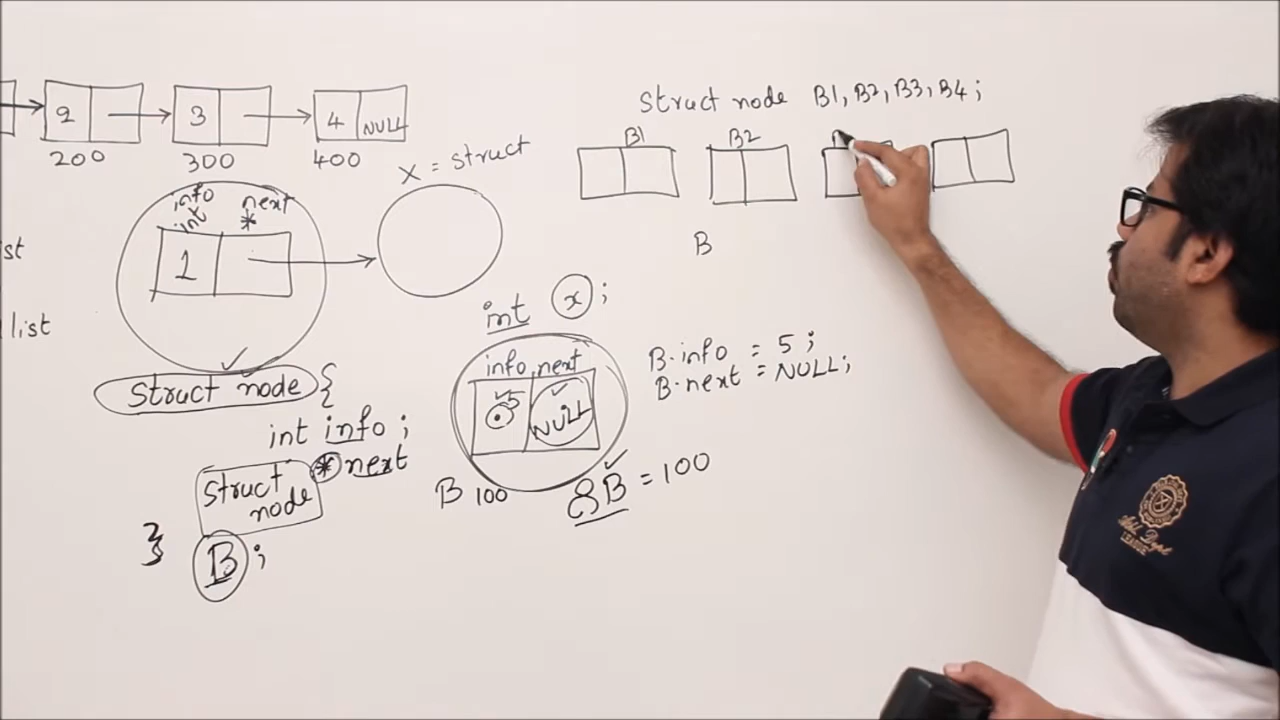 2 3 4 NULL
200 300 400
X = struct
info next
int *
1
st
list
struct node {
int info ;
struct node * next
} B ;
int x ;
info next
5 NULL
B 100
&B = 100
struct node B1, B2, B3, B4 ;
B1 B2
B
B.info = 5 ;
B.next = NULL ;
LEAGUE